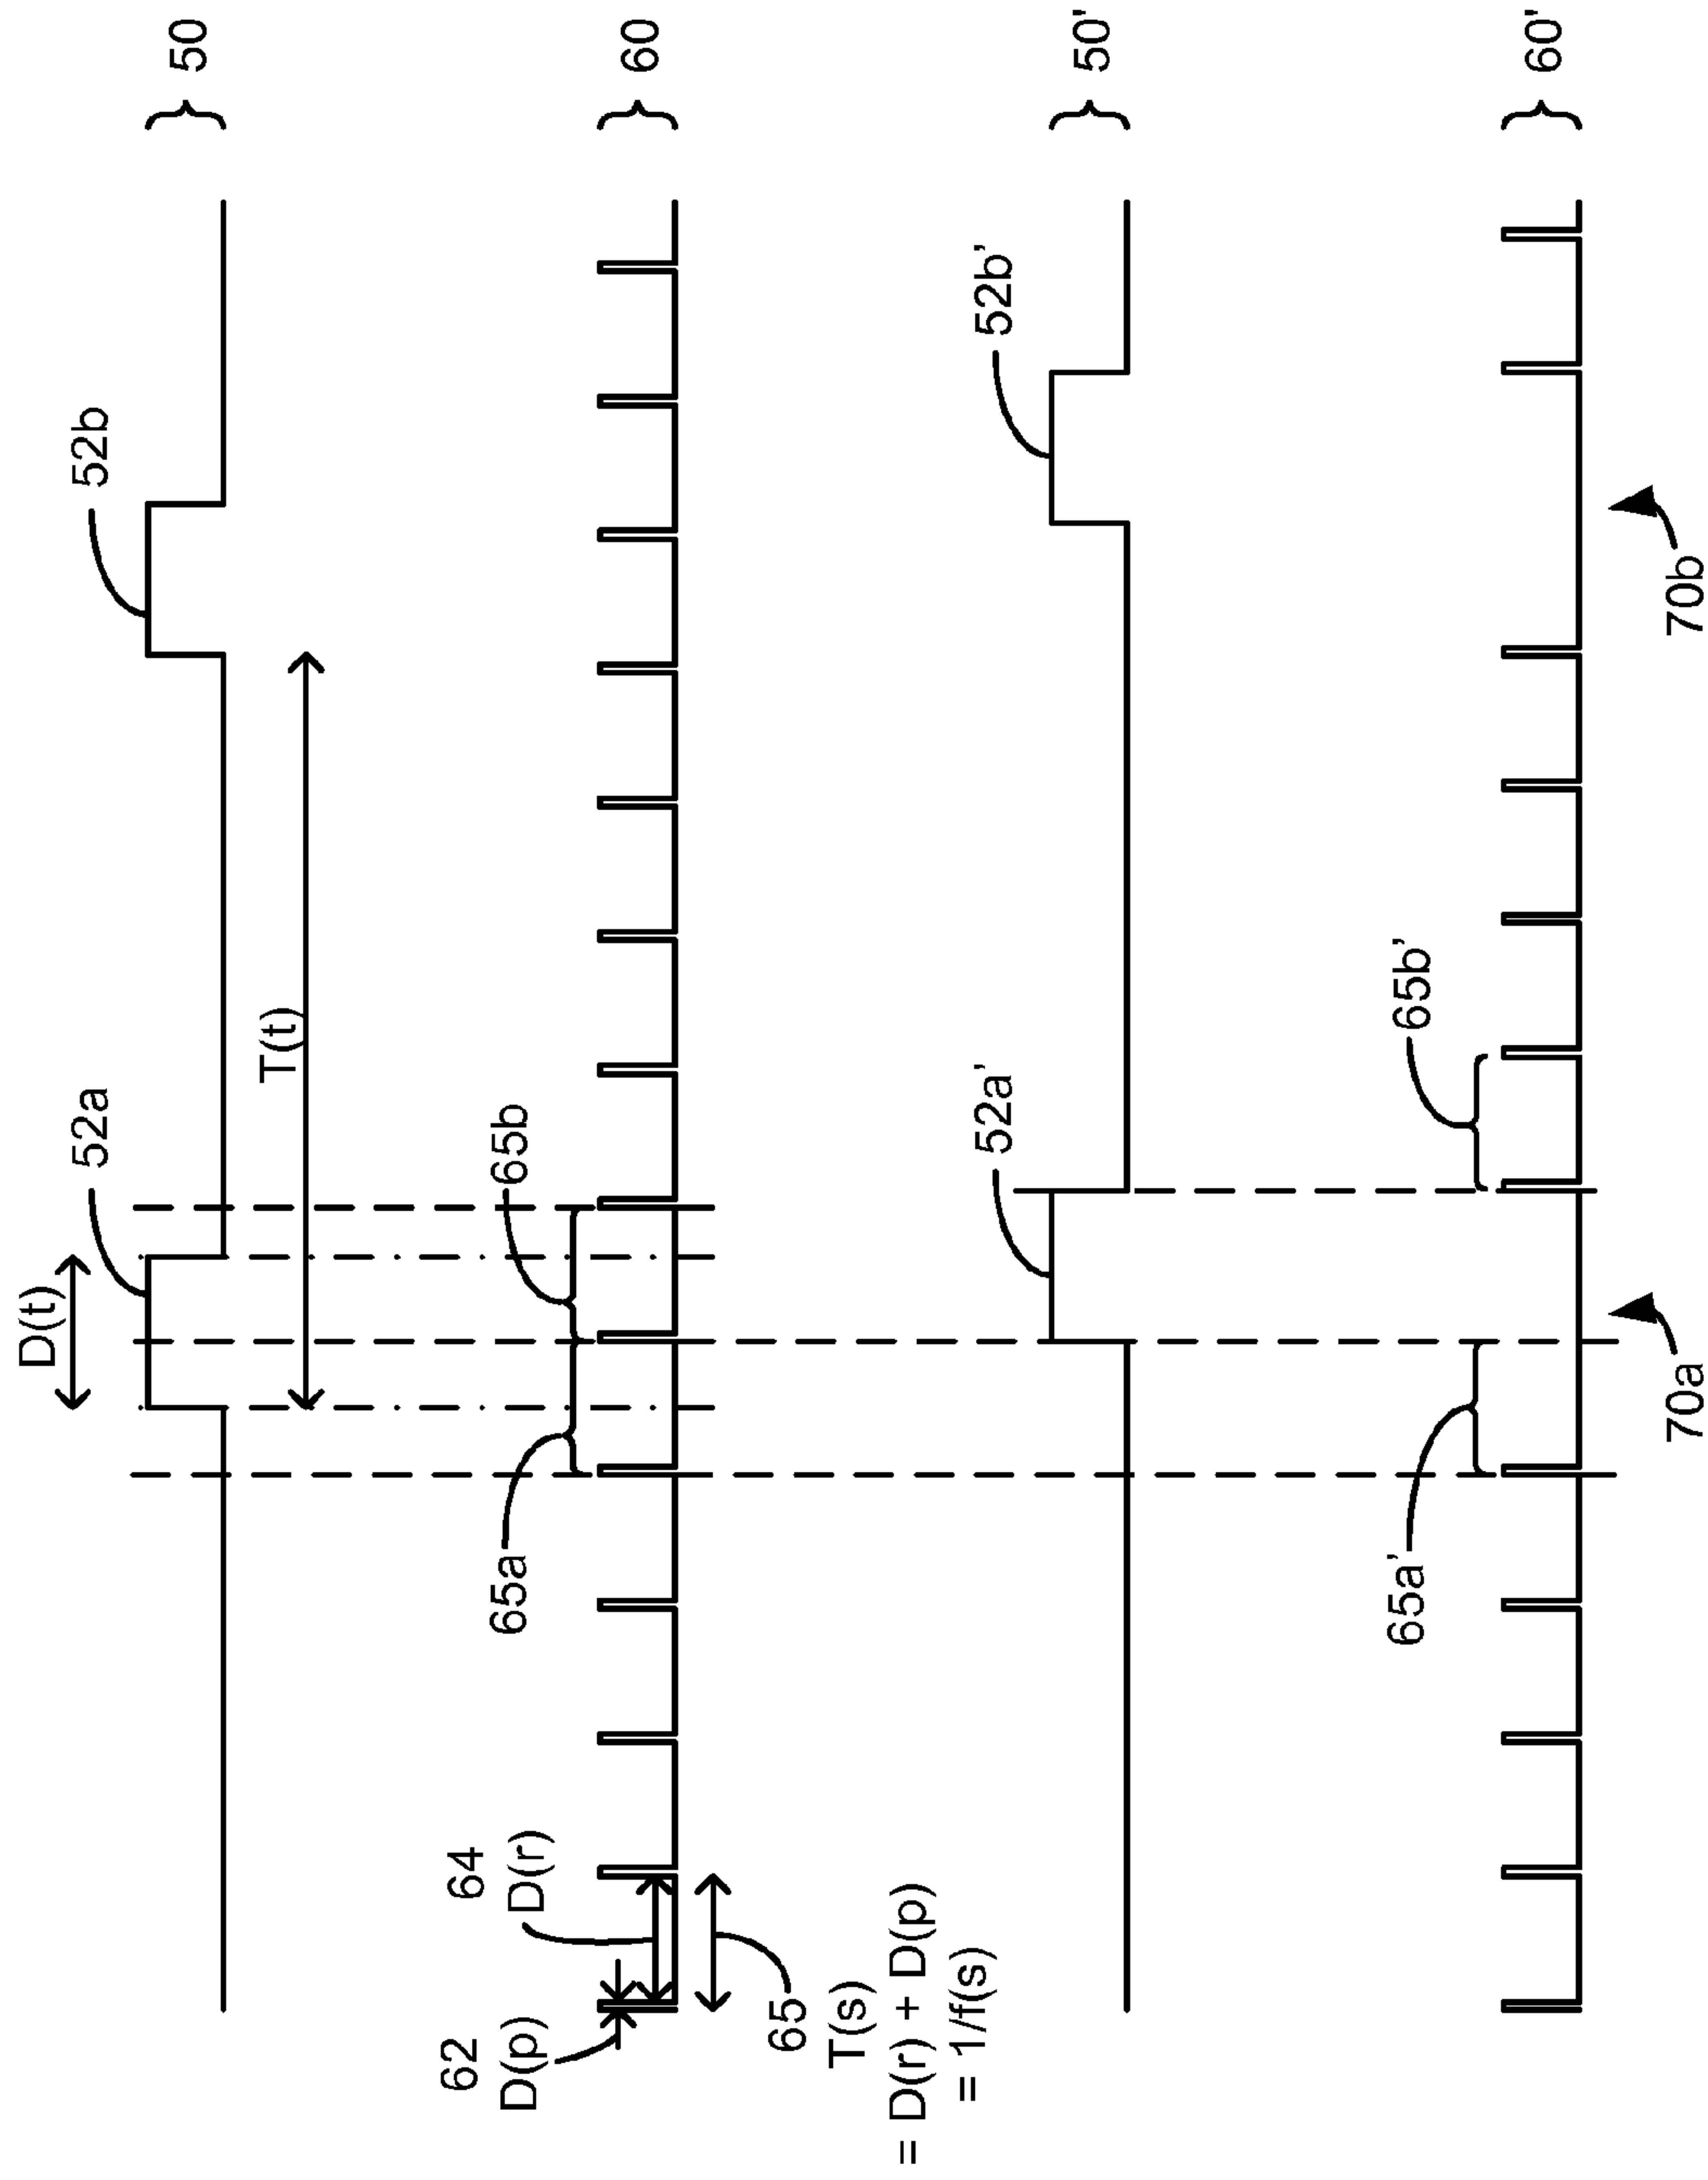 D(t)
52a
52b
50
T(t)
62
D(p)
64
D(r)
65a
65b
60
65
T(s)
= D(r) + D(p)
= 1/f(s)
52a’
52b’
50'
65a’
65b’
60'
70a
70b